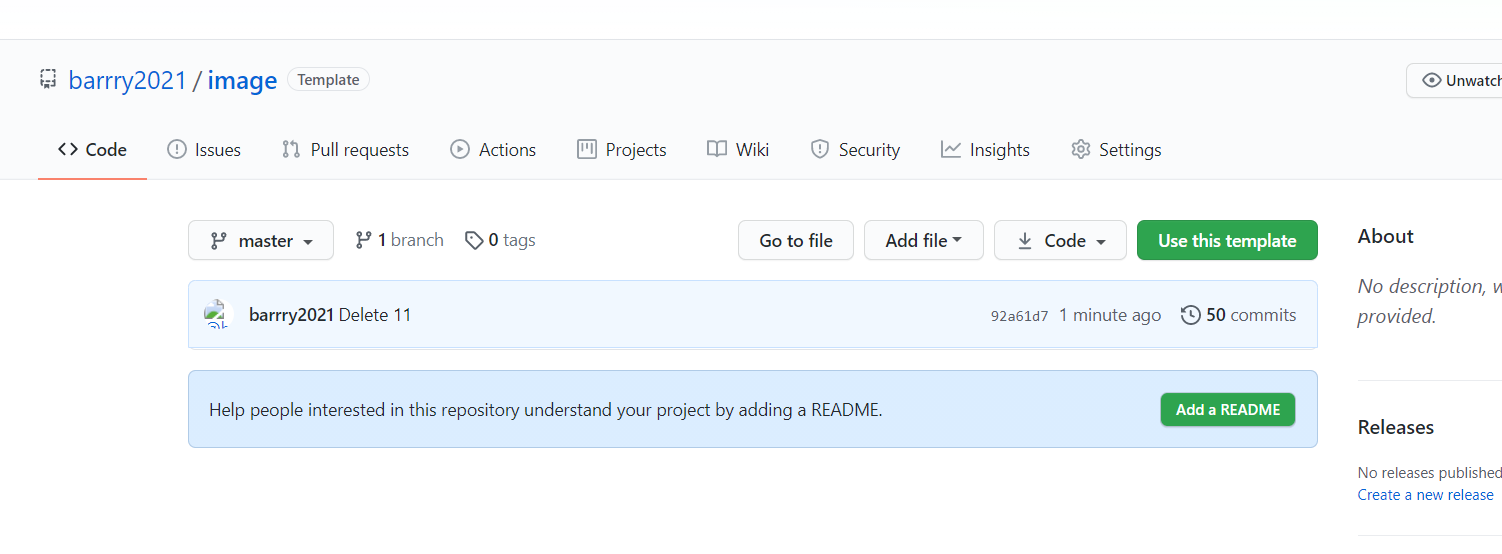 barrry2021 / image Template
Unwatch
Code Issues Pull requests Actions Projects Wiki Security Insights Settings
master 1 branch 0 tags Go to file Add file Code Use this template
About
No description, w
provided.
barrry2021 Delete 11 92a61d7 1 minute ago 50 commits
Help people interested in this repository understand your project by adding a README. Add a README
Releases
No releases published
Create a new release